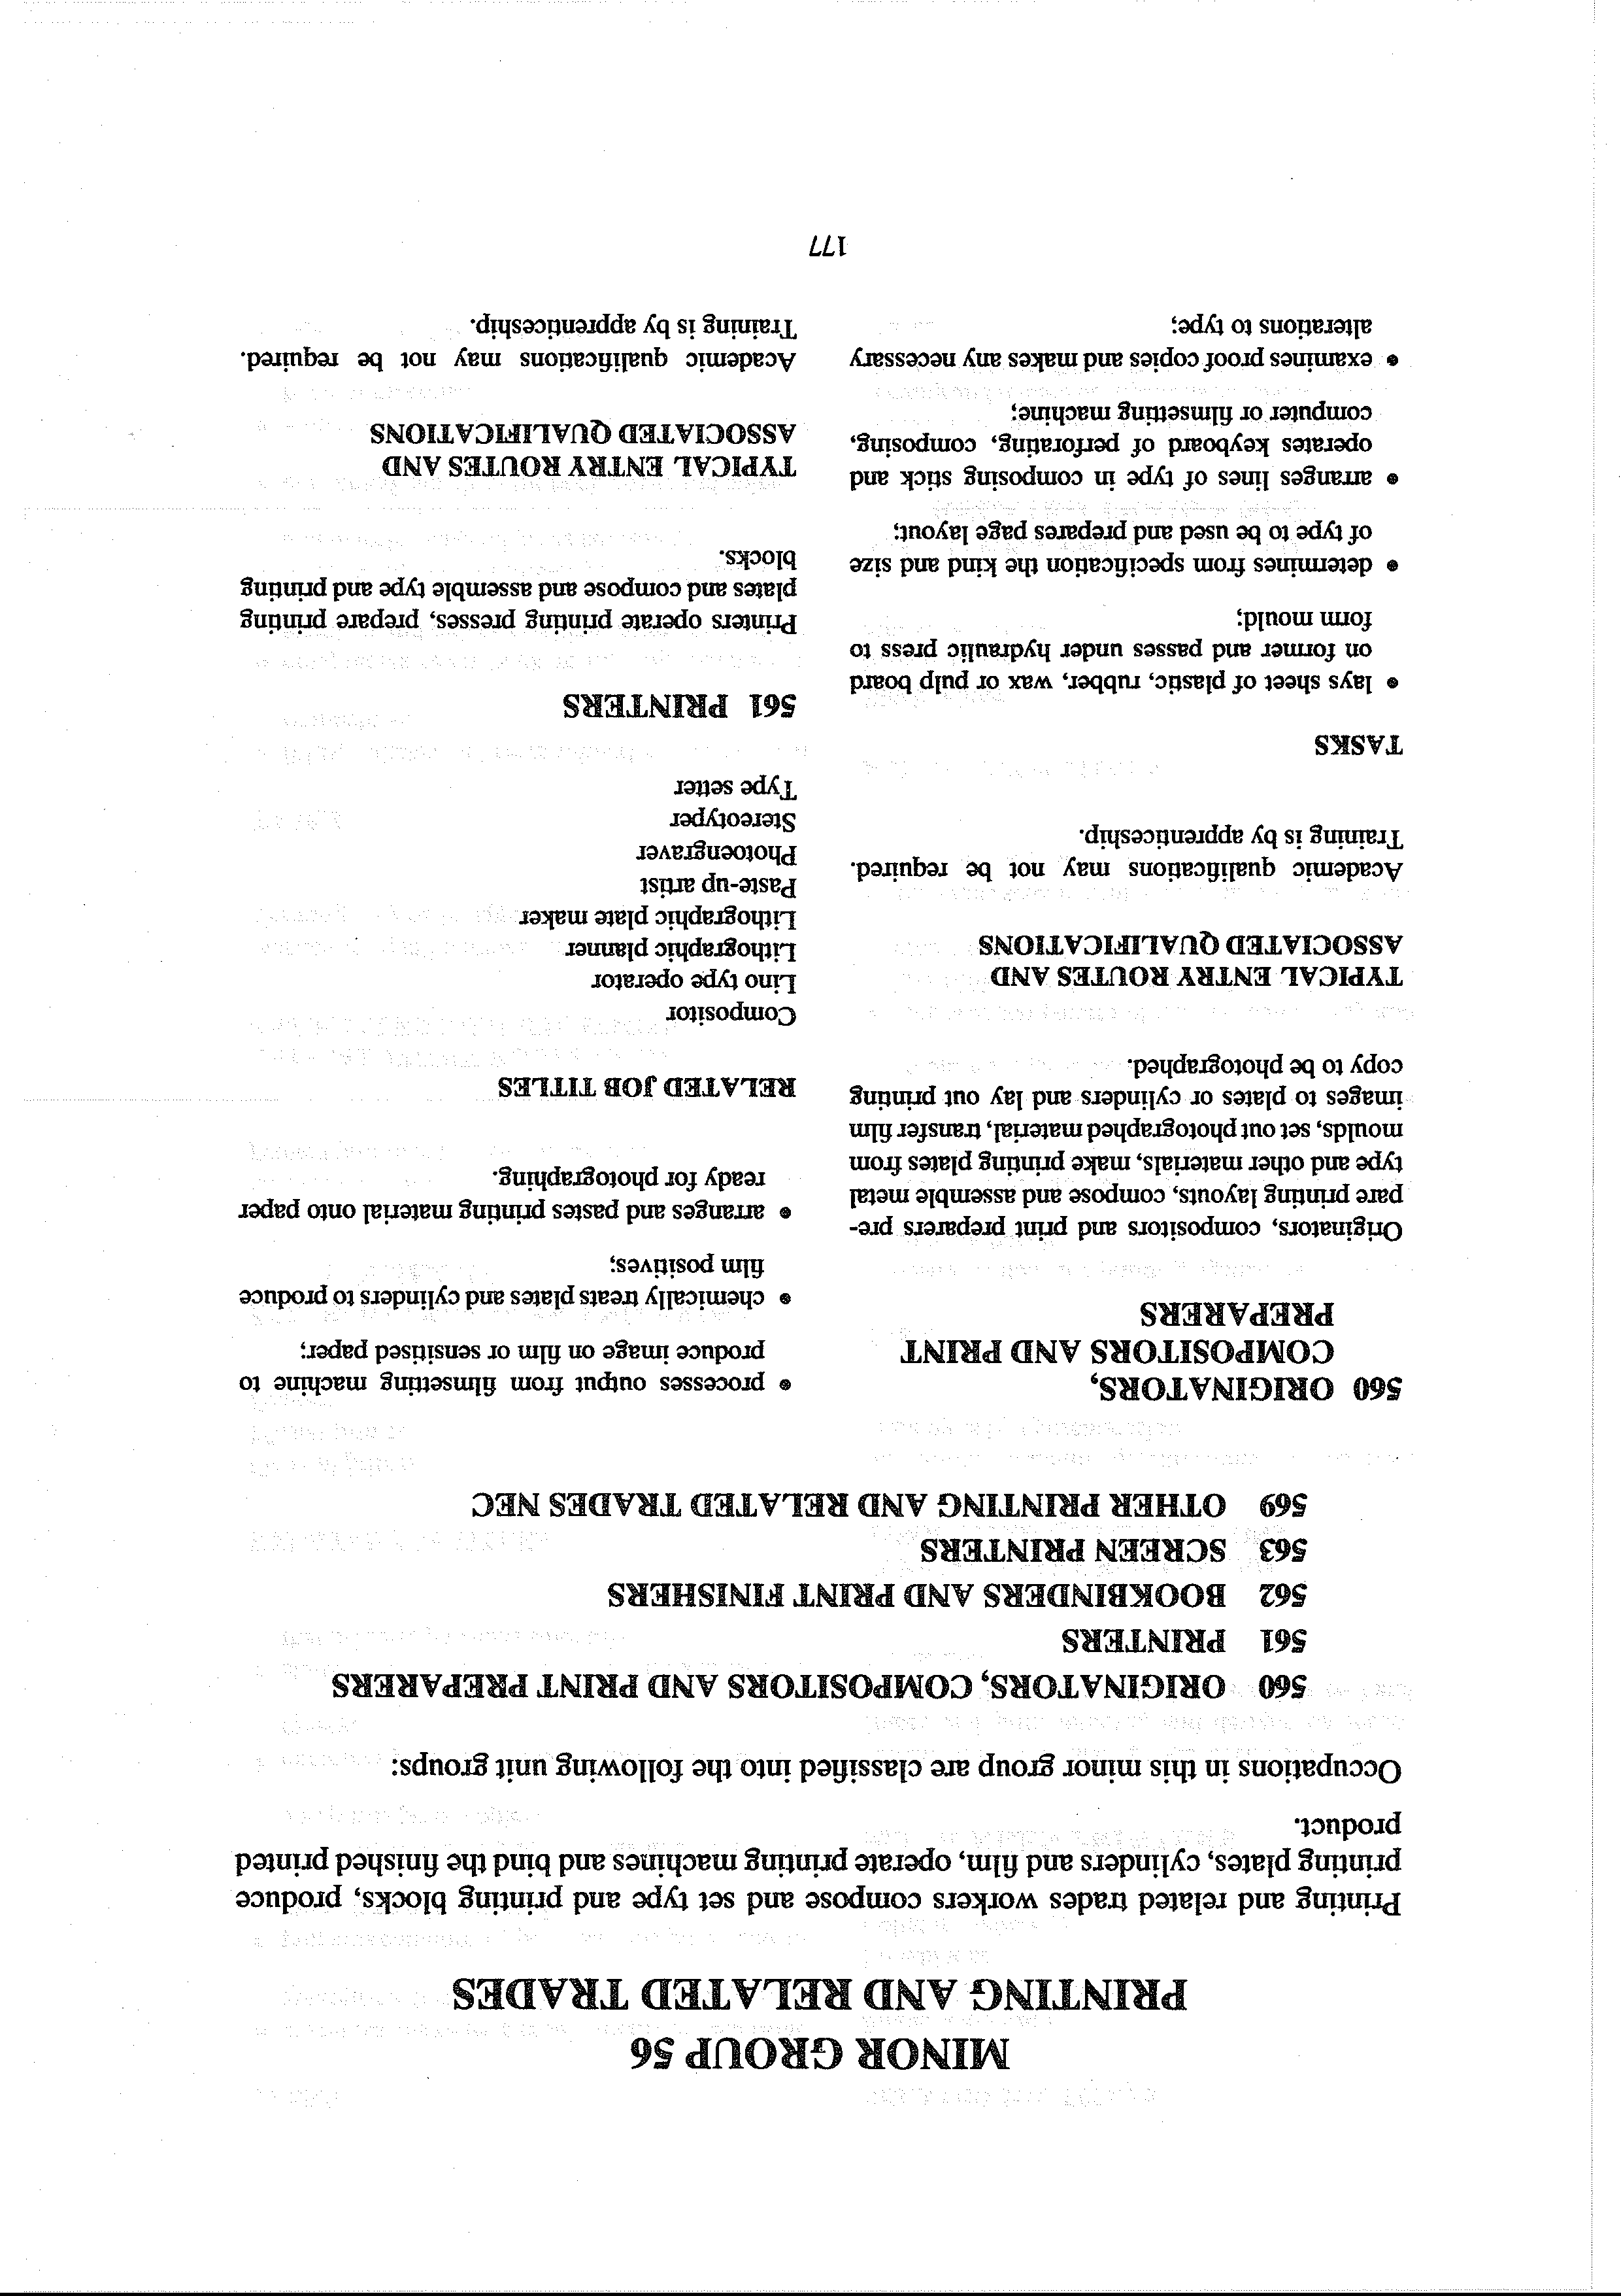 MINOR GROUP 56
PRINTING AND RELATED TRADES
Printing and related trades workers compose and set type and printing blocks, produce
printing plates, cylinders and film, operate printing machines and bind the finished printed
product.
Occupations in this minor group are classified into the following unit groups:
560 ORIGINATORS, COMPOSITORS AND PRINT PREPARERS
561 PRINTERS
562 BOOKBINDERS AND PRINT FINISHERS
563 SCREEN PRINTERS
569 OTHER PRINTING AND RELATED TRADES NEC
560 ORIGINATORS,
COMPOSITORS AND PRINT
PREPARERS
Originators, compositors and print preparers pre-
pare printing layouts, compose and assemble metal
type and other materials, make printing plates from
moulds, set out photographed material, transfer film
images to plates or cylinders and lay out printing
copy to be photographed.
TYPICAL ENTRY ROUTES AND
ASSOCIATED QUALIFICATIONS
Academic qualifications may not be required.
Training is by apprenticeship.
TASKS
• lays sheet of plastic, rubber, wax or pulp board
on former and passes under hydraulic press to
form mould;
• determines from specification the kind and size
of type to be used and prepares page layout;
• arranges lines of type in composing stick and
operates keyboard of perforating, composing,
computer or filmsetting machine;
• examines proof copies and makes any necessary
alterations to type;
• processes output from filmsetting machine to
produce image on film or sensitised paper;
• chemically treats plates and cylinders to produce
film positives;
• arranges and pastes printing material onto paper
ready for photographing.
RELATED JOB TITLES
Compositor
Lino type operator
Lithographic planner
Lithographic plate maker
Paste-up artist
Photoengraver
Stereotyper
Type setter
561 PRINTERS
Printers operate printing presses, prepare printing
plates and compose and assemble type and printing
blocks.
TYPICAL ENTRY ROUTES AND
ASSOCIATED QUALIFICATIONS
Academic qualifications may not be required.
Training is by apprenticeship.
177